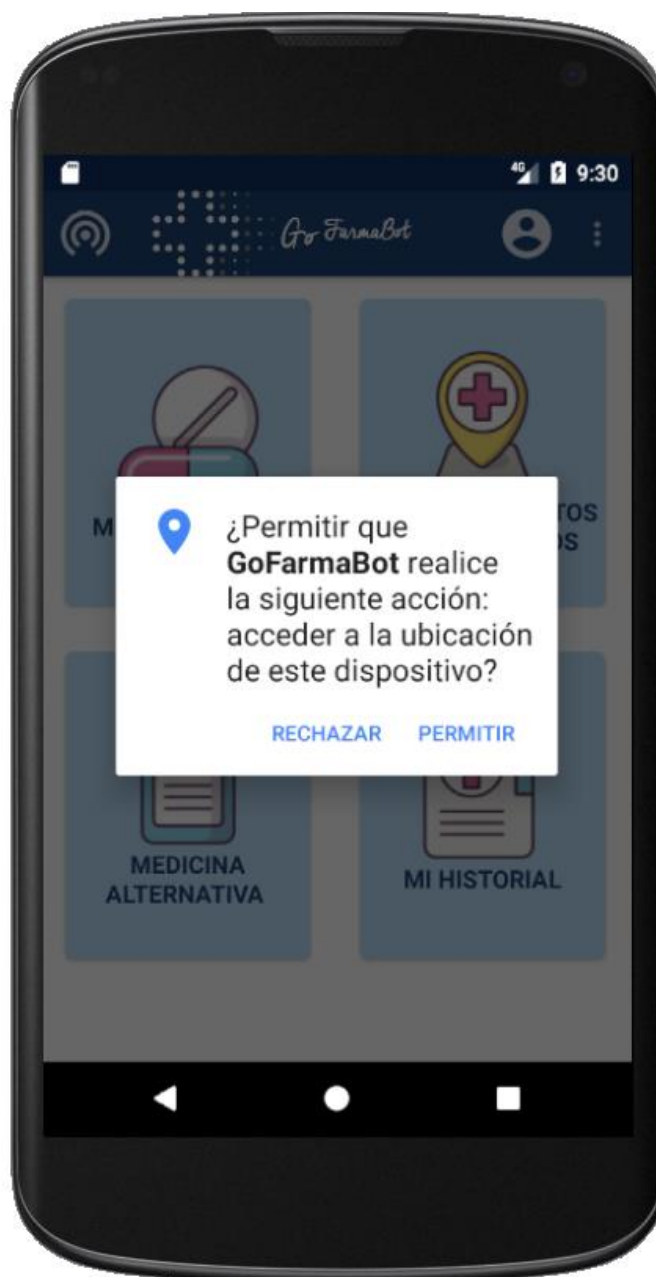 4G 9:30
Go FarmaBot
¿Permitir que
GoFarmaBot realice
la siguiente acción:
acceder a la ubicación
de este dispositivo?
RECHAZAR PERMITIR
MEDICINA
ALTERNATIVA
MI HISTORIAL